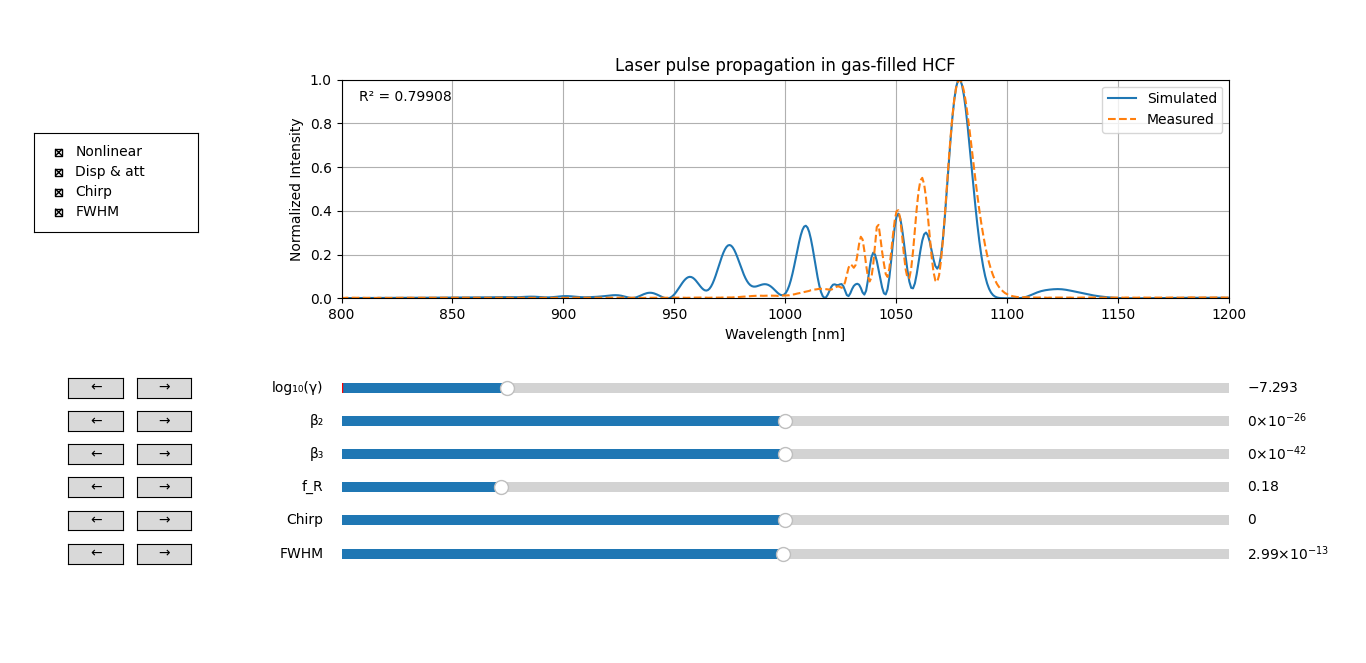 Laser pulse propagation in gas-filled HCF
R² = 0.79908
Simulated
Measured
Normalized Intensity
1.0
0.8
0.6
0.4
0.2
0.0
800 850 900 950 1000 1050 1100 1150 1200
Wavelength [nm]
Nonlinear
Disp & att
Chirp
FWHM
← → log₁₀(γ) −7.293
← → β₂ 0×10⁻²⁶
← → β₃ 0×10⁻⁴²
← → f_R 0.18
← → Chirp 0
← → FWHM 2.99×10⁻¹³